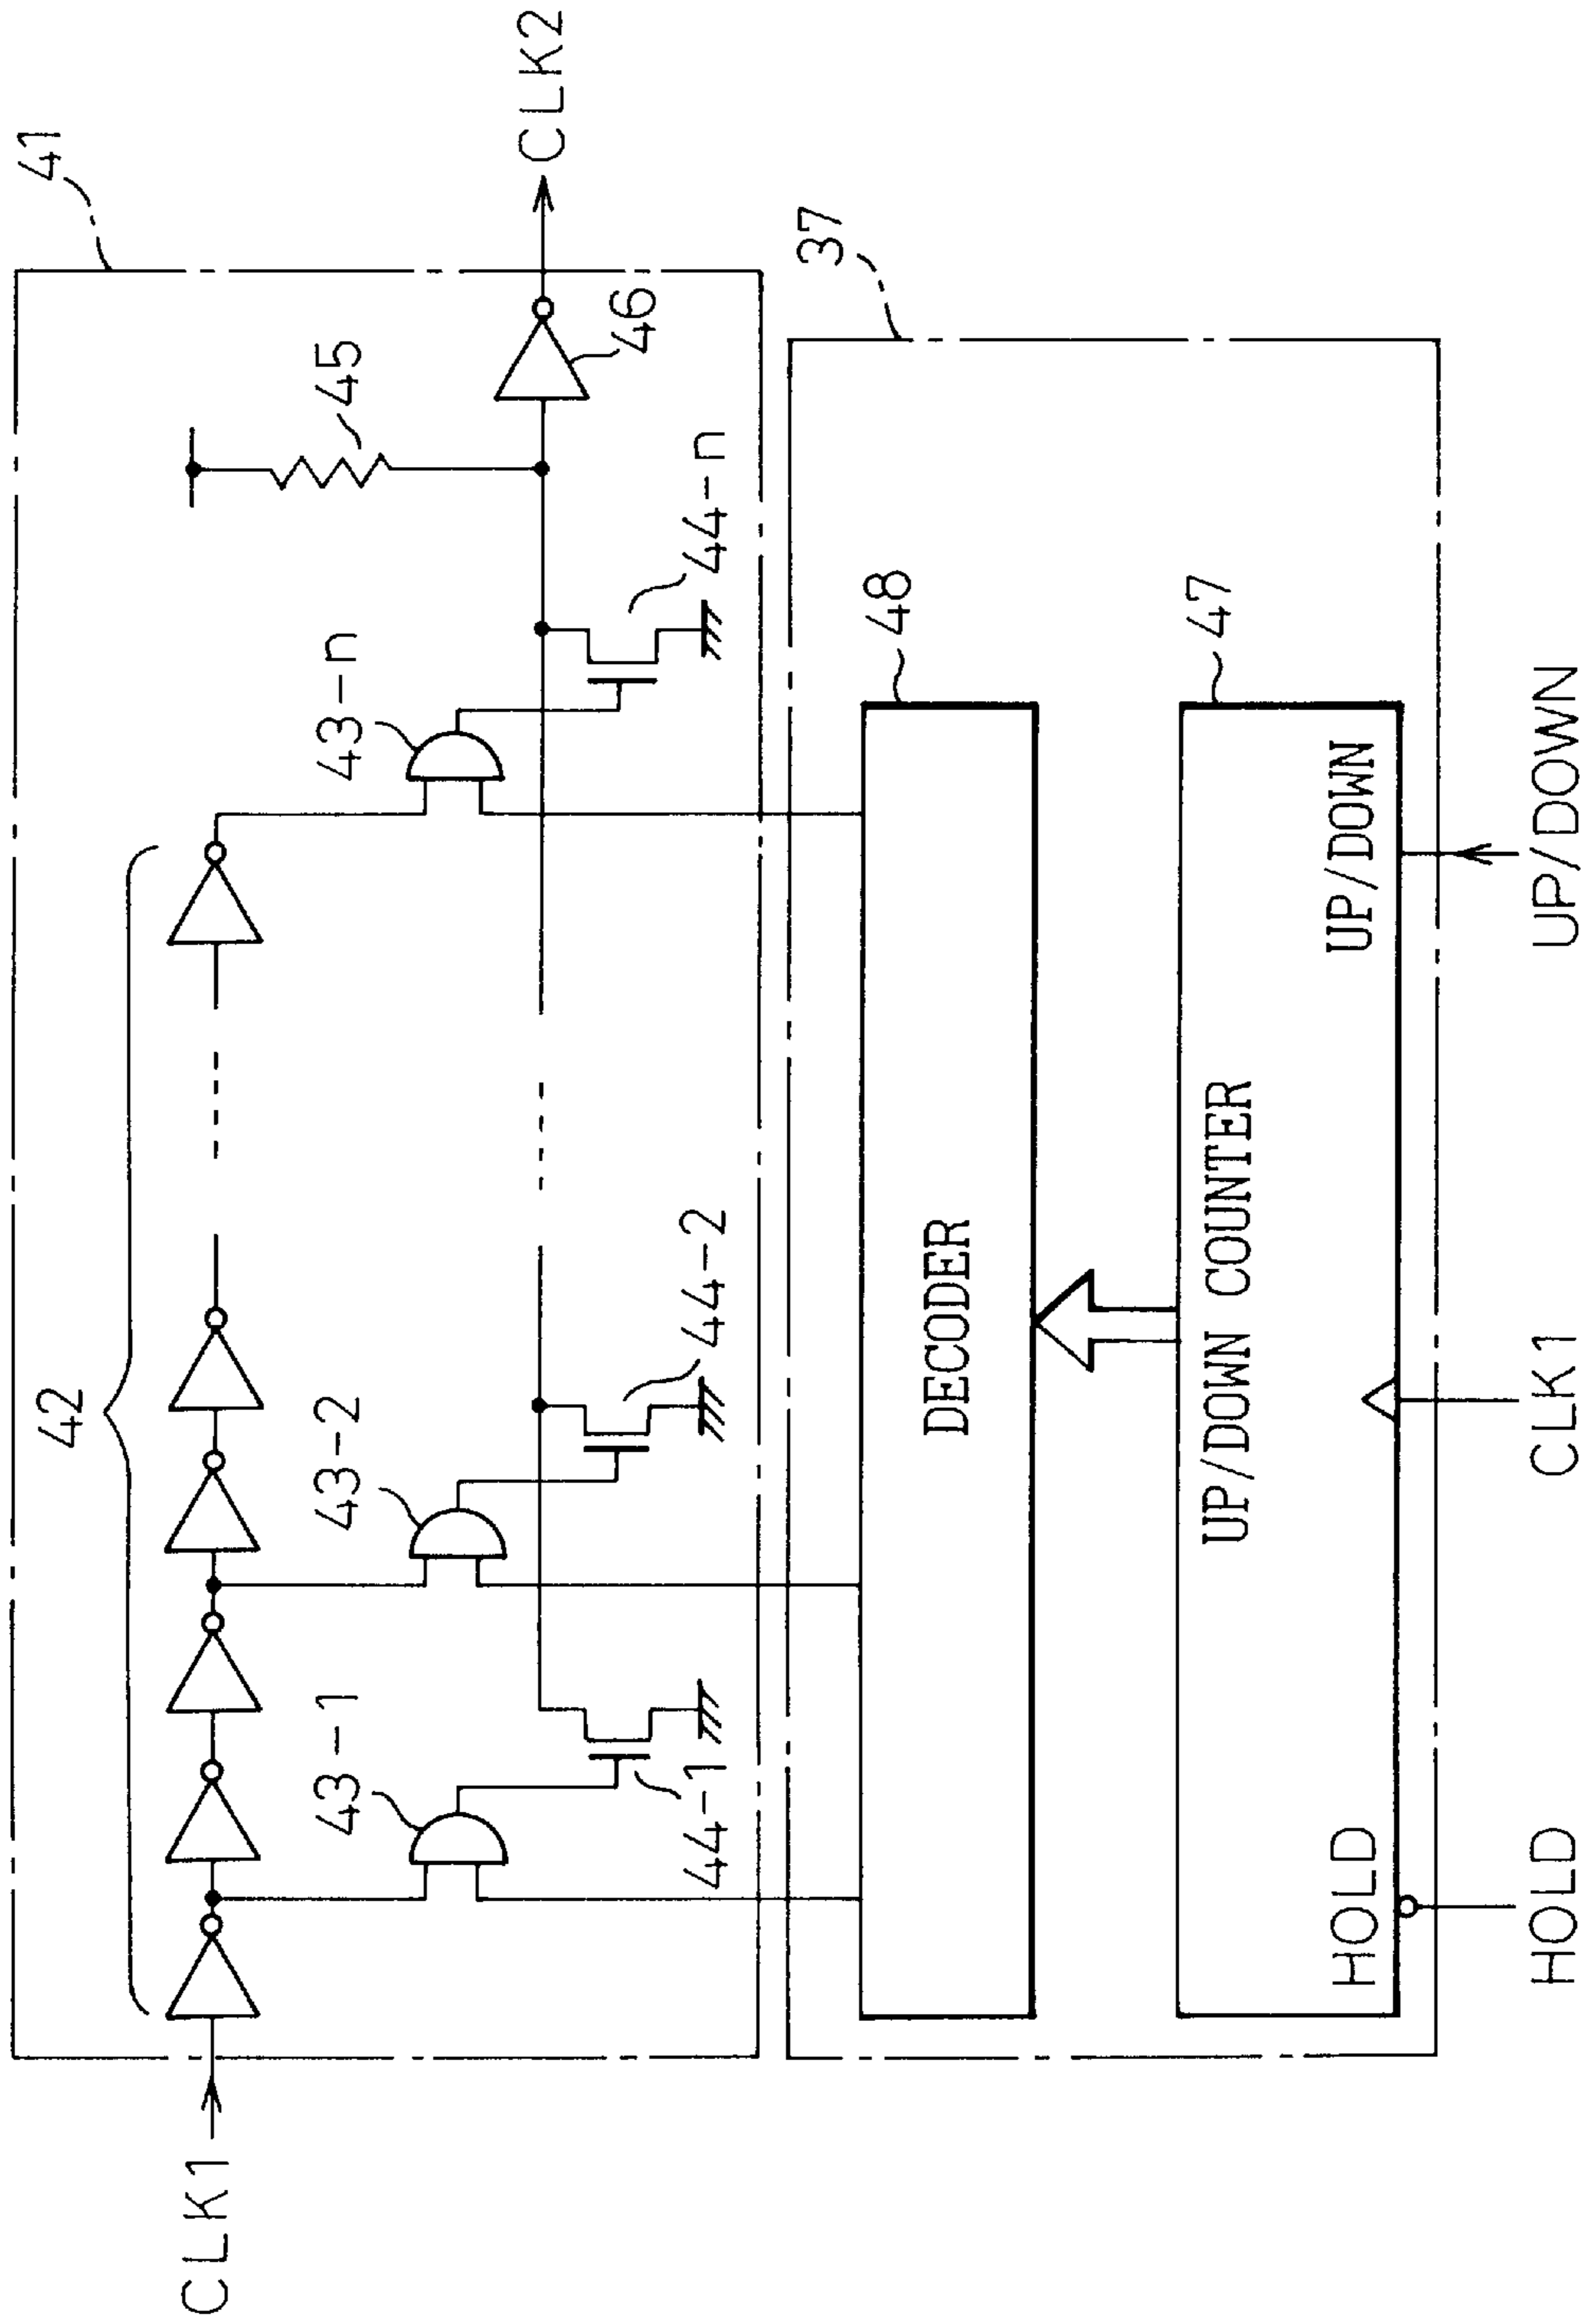 41
42
CLK1
45
43-1
43-2
43-n
CLK2
46
44-1
44-2
44-n
37
48
DECODER
47
UP/DOWN COUNTER
HOLD
UP/DOWN
HOLD
CLK1
UP/DOWN